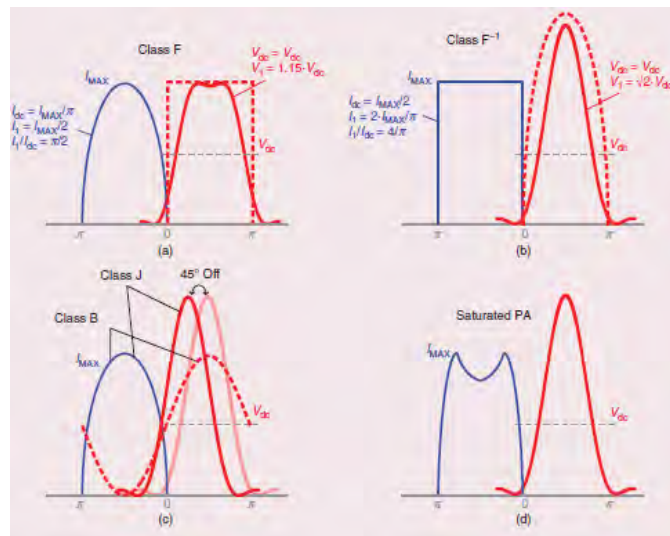 Class F
V_dc = V_dc
V_1 = 1.15·V_dc
I_MAX
I_dc = I_MAX/π
I_1 = I_MAX/2
I_1/I_dc = π/2
V_dc
π 0 π
(a)
Class F⁻¹
V_dc = V_dc
V_1 = √2·V_dc
I_MAX
I_dc = I_MAX/2
I_1 = 2·I_MAX/π
I_1/I_dc = 4/π
V_dc
π 0 π
(b)
Class J
45° Off
Class B
I_MAX
V_dc
π 0 π
(c)
Saturated PA
I_MAX
V_dc
π 0 π
(d)